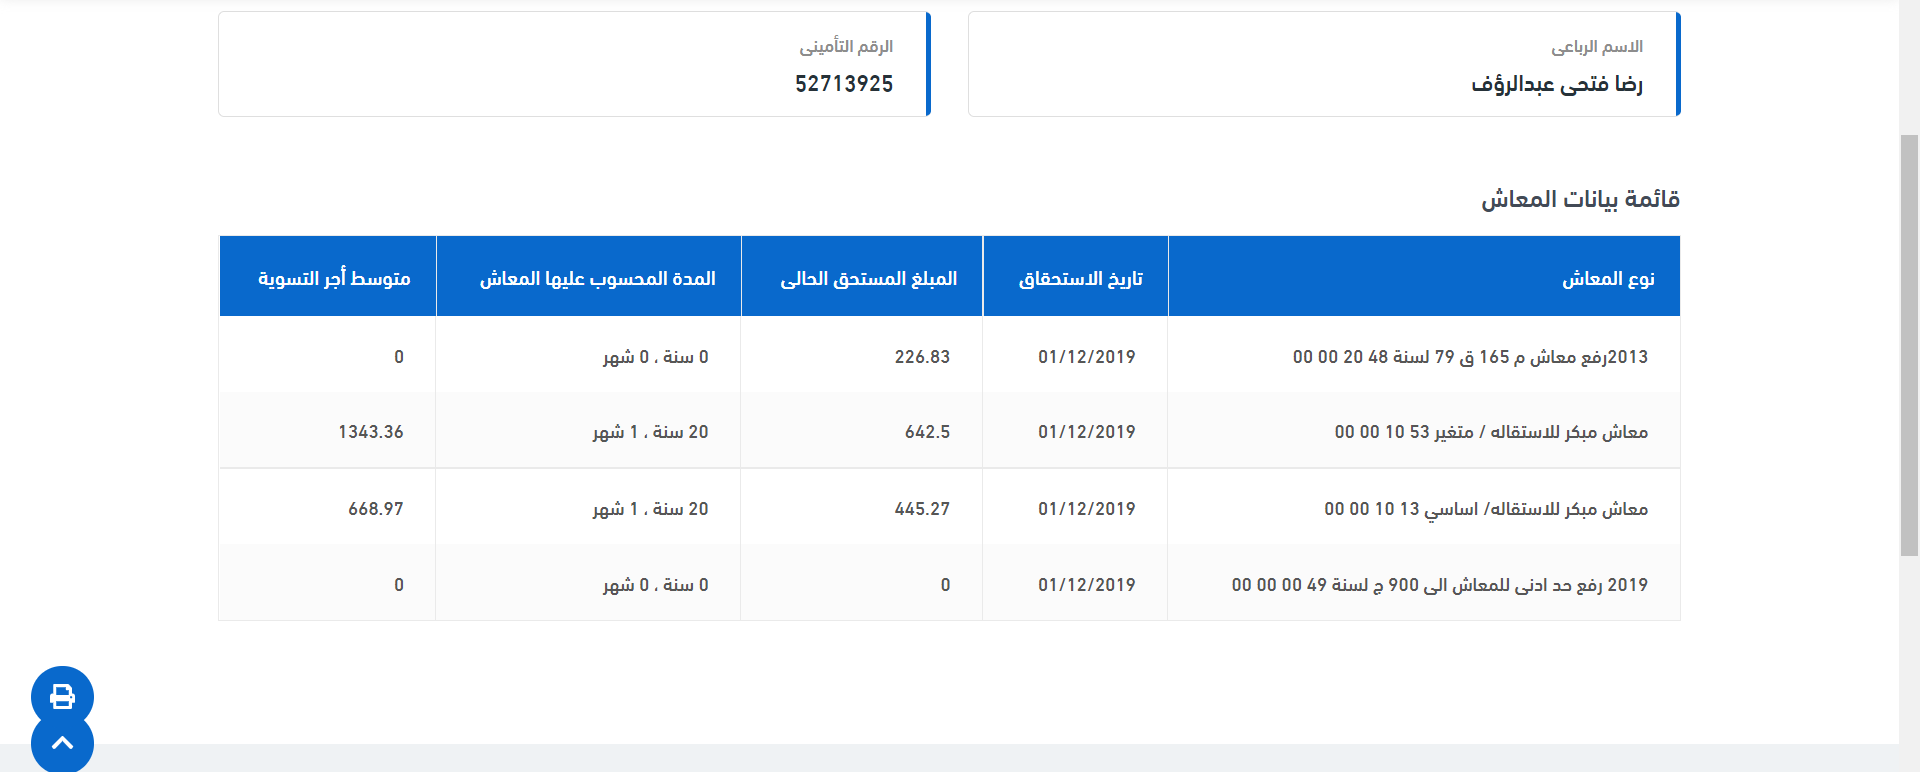 الاسم الرباعى
رضا فتحى عبدالرؤف
الرقم التأمينى
52713925
قائمة بيانات المعاش
نوع المعاش تاريخ الاستحقاق المبلغ المستحق الحالى المدة المحسوب عليها المعاش متوسط أجر التسوية
2013رفع معاش م 165 ق 79 لسنة 48 20 00 00 01/12/2019 226.83 0 سنة ، 0 شهر 0
معاش مبكر للاستقاله / متغير 53 10 00 00 01/12/2019 642.5 20 سنة ، 1 شهر 1343.36
معاش مبكر للاستقاله/ اساسي 13 10 00 00 01/12/2019 445.27 20 سنة ، 1 شهر 668.97
2019 رفع حد ادنى للمعاش الى 900 ج لسنة 49 00 00 00 01/12/2019 0 0 سنة ، 0 شهر 0